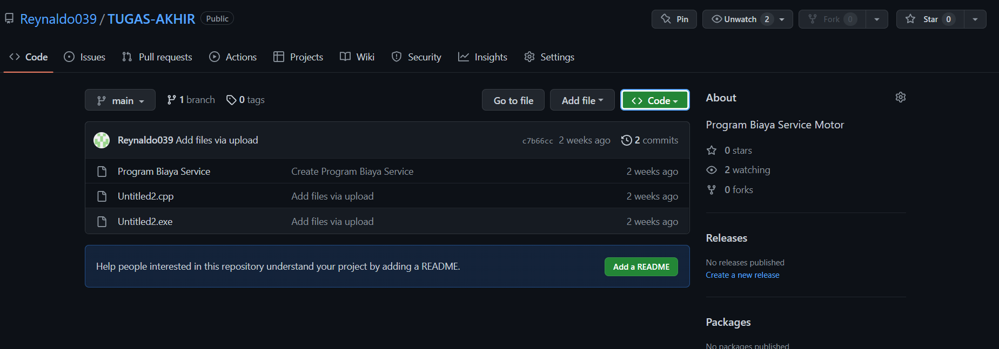 Reynaldo039 / TUGAS-AKHIR Public
Pin
Unwatch 2
Fork 0
Star 0
Code
Issues
Pull requests
Actions
Projects
Wiki
Security
Insights
Settings
main
1 branch
0 tags
Go to file
Add file
Code
Reynaldo039 Add files via upload
c7b66cc 2 weeks ago
2 commits
Program Biaya Service
Create Program Biaya Service
2 weeks ago
Untitled2.cpp
Add files via upload
2 weeks ago
Untitled2.exe
Add files via upload
2 weeks ago
Help people interested in this repository understand your project by adding a README.
Add a README
About
Program Biaya Service Motor
0 stars
2 watching
0 forks
Releases
No releases published
Create a new release
Packages
No packages published